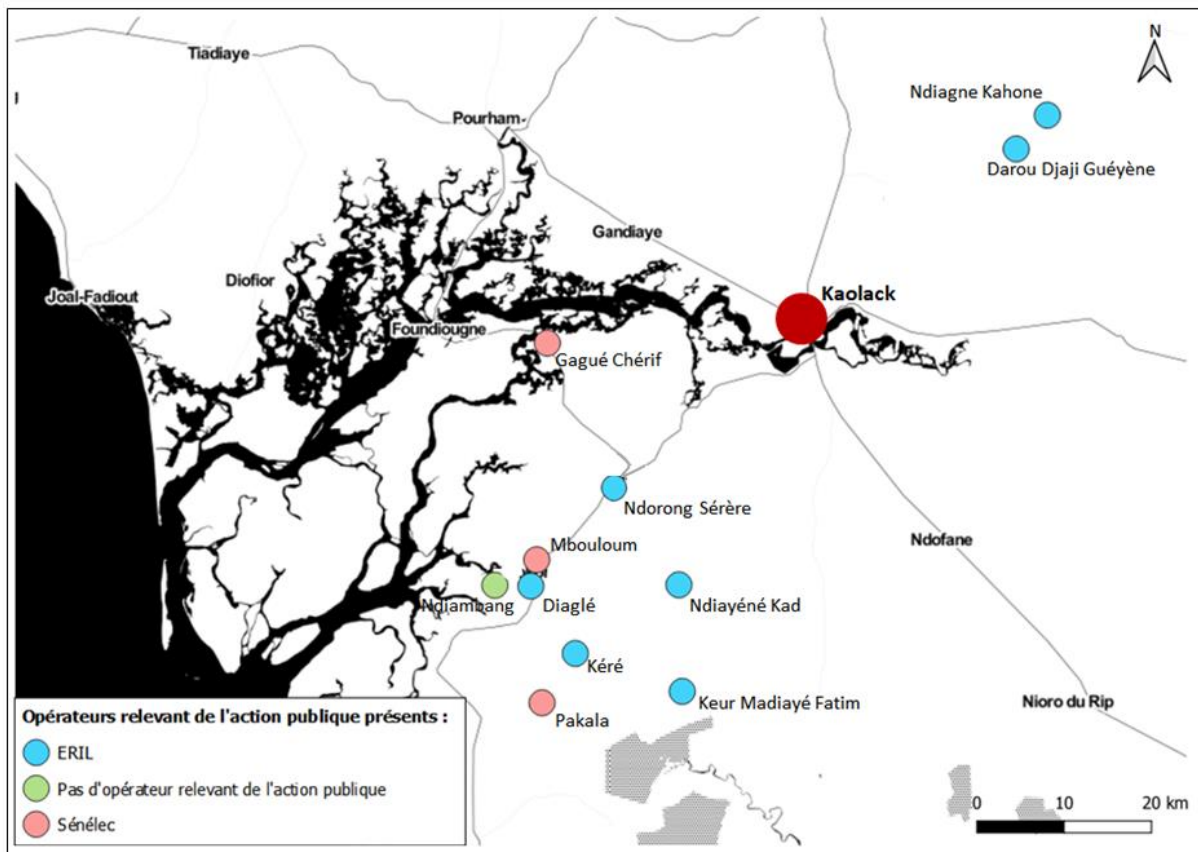 N
Tiadiaye
Ndiagne Kahone
Pourham
Darou Djaji Guéyène
Gandiaye
Diofior
Joal-Fadiout
Kaolack
Foundiougne
Gagué Chérif
Ndorong Sérère
Ndofane
Mbouloum
Ndiambang
Diaglé
Ndiayéné Kad
Kéré
Keur Madiayé Fatim
Nioro du Rip
Pakala
Opérateurs relevant de l'action publique présents :
ERIL
Pas d'opérateur relevant de l'action publique
Sénélec
0 10 20 km